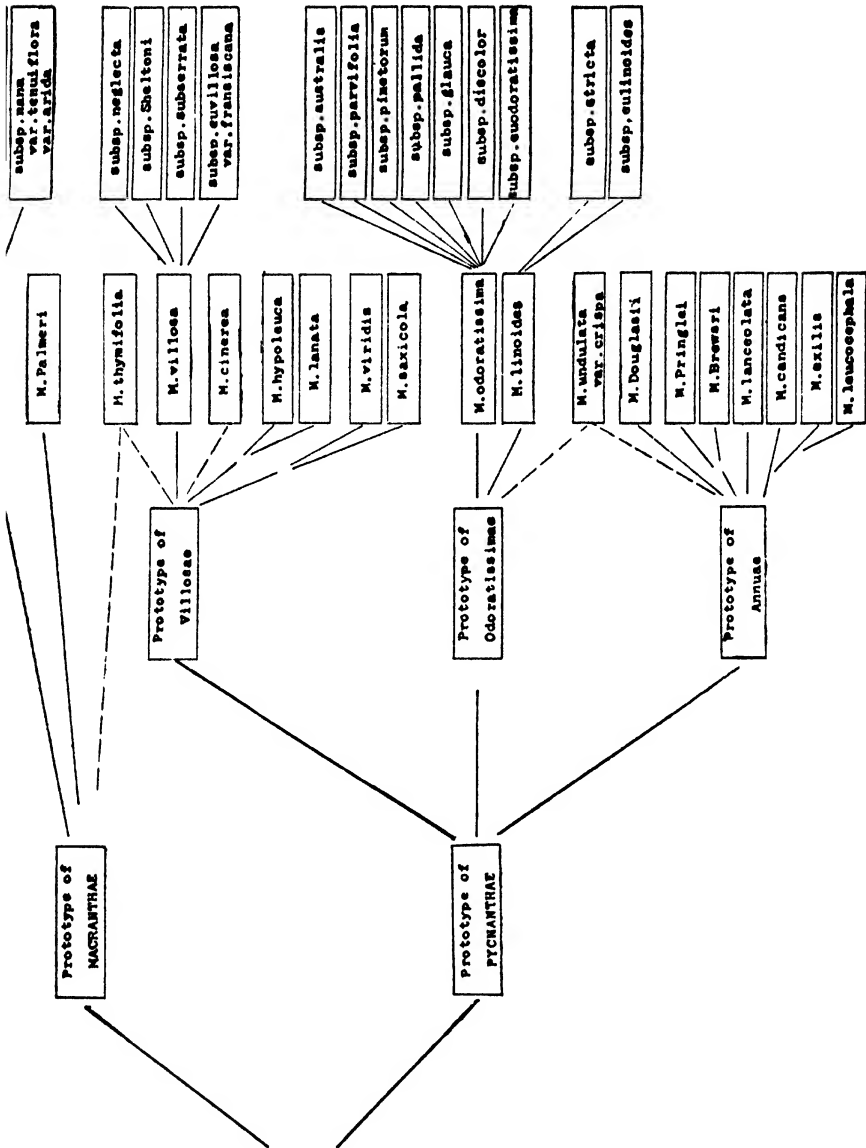 subsp.nana
var.tenuiflora
var.arida
subsp.neglecta
subsp.Sheltoni
subsp.subserrata
subsp.euvillosa
var.fransiscana
subsp.australis
subsp.parvifolia
subsp.pinetorum
subsp.pallida
subsp.glauca
subsp.discolor
subsp.euodoratissima
subsp.stricta
subsp,eulinoides
M.Palmeri
M.thymifolia
M.villosa
M.cinerea
M.hypoleuca
M.lanata
M.viridis
M.saxicola
M.odoratissima
M.linoides
M.undulata
var.crispa
M.Douglasii
M.Pringlei
M.Breweri
M.lanceolata
M.candicans
M.exilis
M.leucocephala
Prototype of
Villosae
Prototype of
Odoratissimae
Prototype of
Annuae
Prototype of
MACRANTHAE
Prototype of
PYCNANTHAE